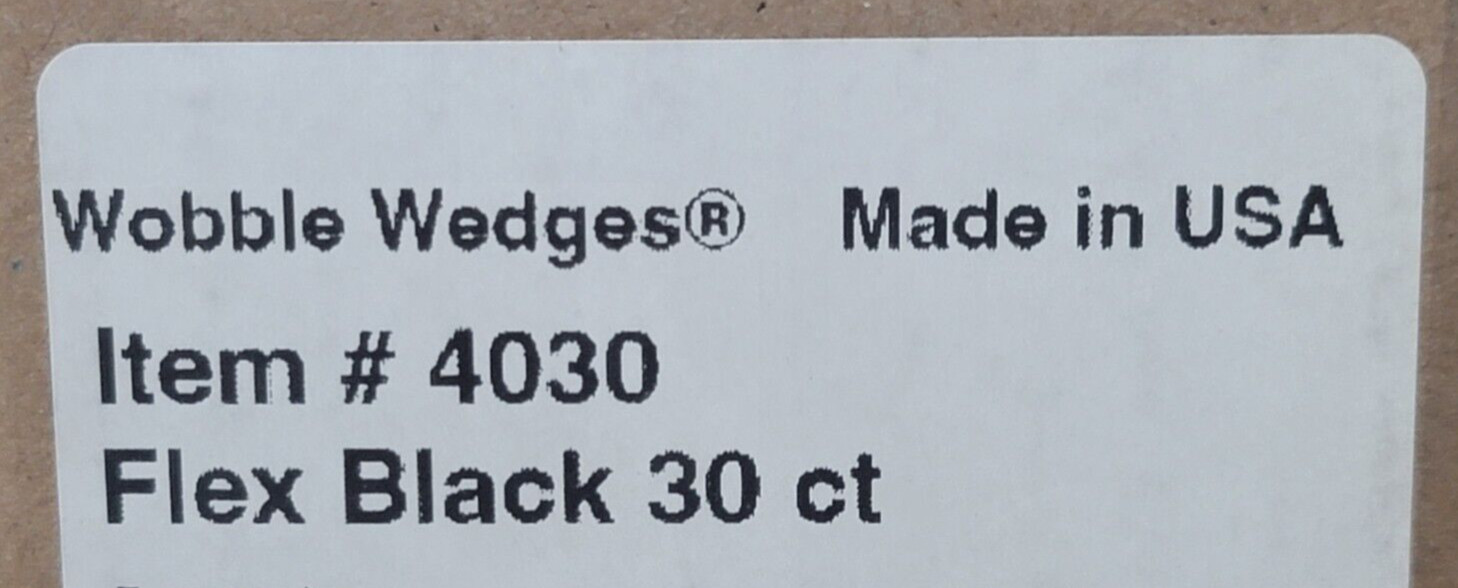 Wobble Wedges® Made in USA
Item # 4030
Flex Black 30 ct